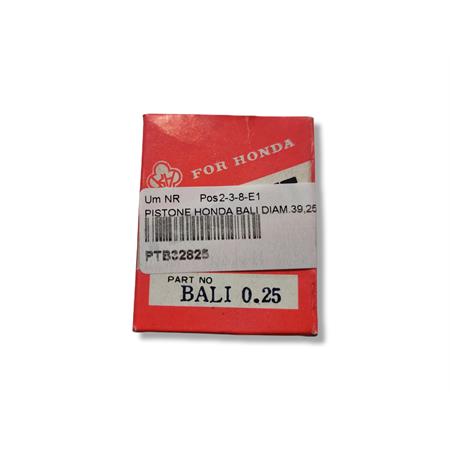 FOR HONDA
Um NR Pos2-3-8-E1
PISTONE HONDA BALI DIAM.39,25
PTB32825
PART NO
BALI 0.25